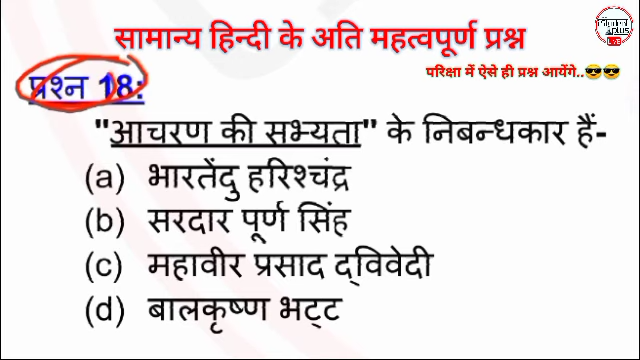 सामान्य हिन्दी के अति महत्वपूर्ण प्रश्न
परिक्षा में ऐसे ही प्रश्न आयेंगे..😎😎
प्रश्न 18:
"आचरण की सभ्यता" के निबन्धकार हैं-
(a) भारतेंदु हरिश्चंद्र
(b) सरदार पूर्ण सिंह
(c) महावीर प्रसाद द्विवेदी
(d) बालकृष्ण भट्ट